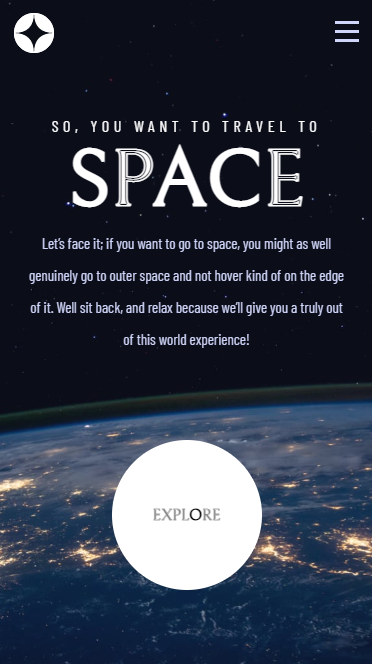 SO, YOU WANT TO TRAVEL TO
SPACE
Let's face it; if you want to go to space, you might as well
genuinely go to outer space and not hover kind of on the edge
of it. Well sit back, and relax because we'll give you a truly out
of this world experience!
EXPLORE